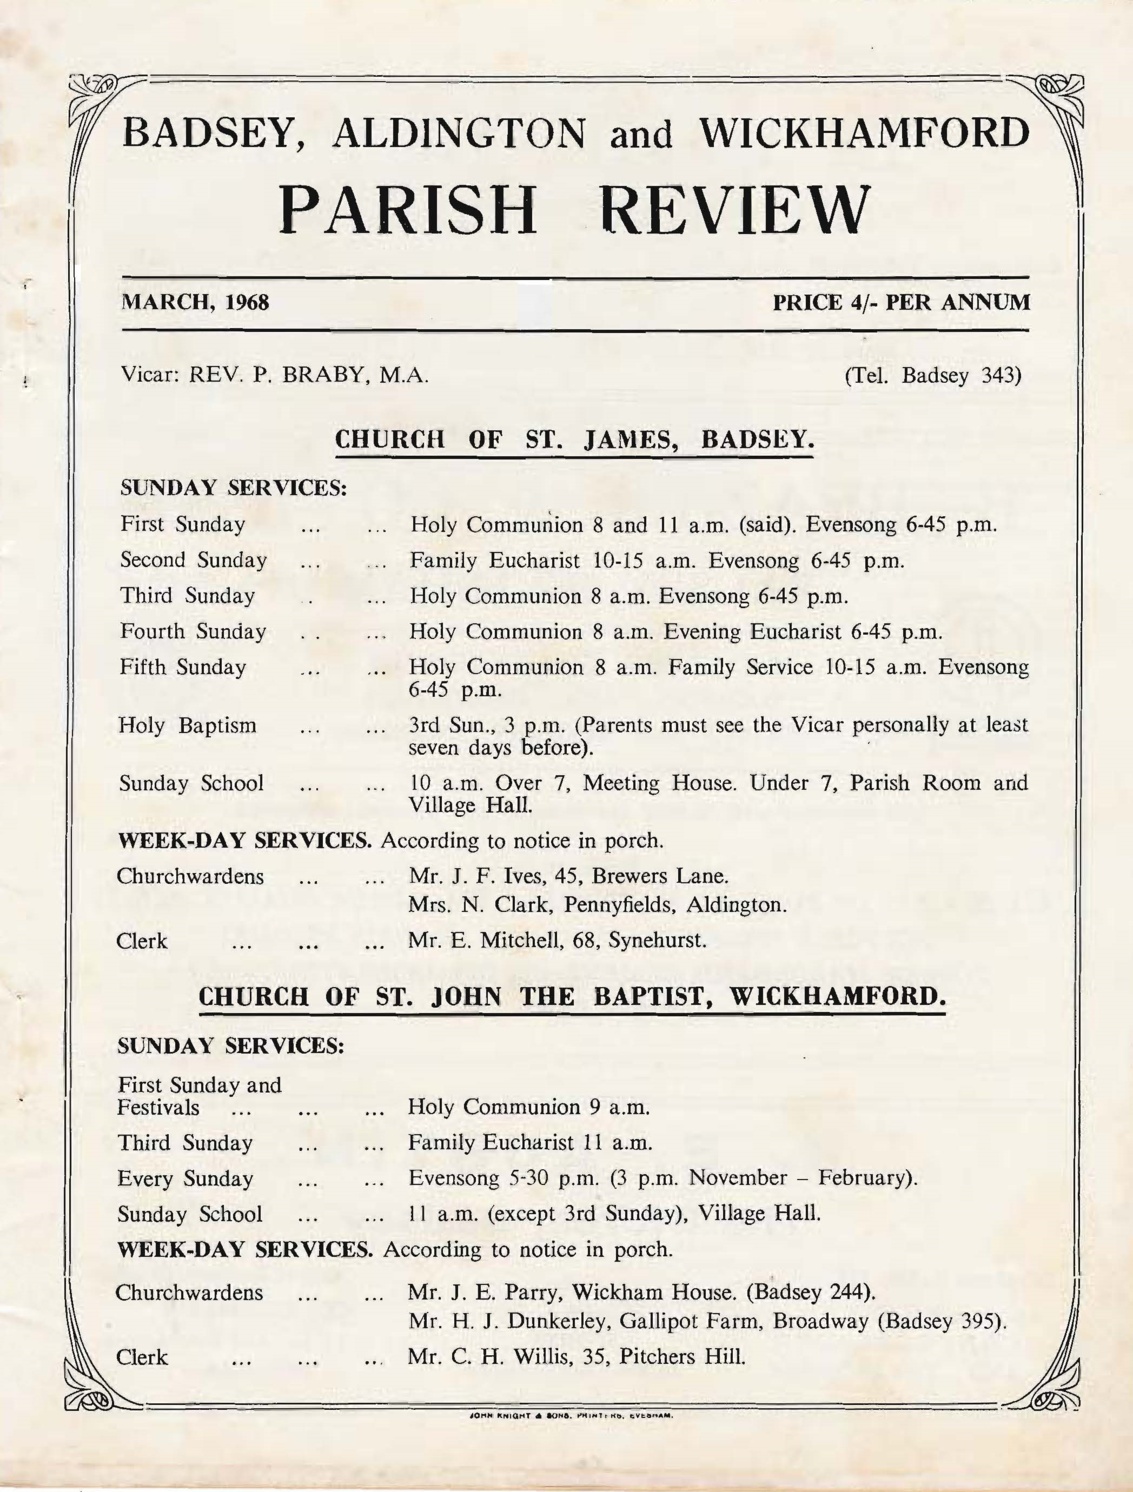 BADSEY, ALDINGTON and WICKHAMFORD
PARISH REVIEW
MARCH, 1968 PRICE 4/- PER ANNUM
Vicar: REV. P. BRABY, M.A. (Tel. Badsey 343)
CHURCH OF ST. JAMES, BADSEY.
SUNDAY SERVICES:
First Sunday ... ... Holy Communion 8 and 11 a.m. (said). Evensong 6-45 p.m.
Second Sunday ... ... Family Eucharist 10-15 a.m. Evensong 6-45 p.m.
Third Sunday . ... Holy Communion 8 a.m. Evensong 6-45 p.m.
Fourth Sunday . . ... Holy Communion 8 a.m. Evening Eucharist 6-45 p.m.
Fifth Sunday ... ... Holy Communion 8 a.m. Family Service 10-15 a.m. Evensong
6-45 p.m.
Holy Baptism ... ... 3rd Sun., 3 p.m. (Parents must see the Vicar personally at least
seven days before).
Sunday School ... ... 10 a.m. Over 7, Meeting House. Under 7, Parish Room and
Village Hall.
WEEK-DAY SERVICES. According to notice in porch.
Churchwardens ... ... Mr. J. F. Ives, 45, Brewers Lane.
Mrs. N. Clark, Pennyfields, Aldington.
Clerk ... ... ... Mr. E. Mitchell, 68, Synehurst.
CHURCH OF ST. JOHN THE BAPTIST, WICKHAMFORD.
SUNDAY SERVICES:
First Sunday and
Festivals ... ... ... Holy Communion 9 a.m.
Third Sunday ... ... Family Eucharist 11 a.m.
Every Sunday ... ... Evensong 5-30 p.m. (3 p.m. November – February).
Sunday School ... ... 11 a.m. (except 3rd Sunday), Village Hall.
WEEK-DAY SERVICES. According to notice in porch.
Churchwardens ... ... Mr. J. E. Parry, Wickham House. (Badsey 244).
Mr. H. J. Dunkerley, Gallipot Farm, Broadway (Badsey 395).
Clerk ... ... ... Mr. C. H. Willis, 35, Pitchers Hill.
JOHN KNIGHT & SONS, PRINTERS, EVESHAM.